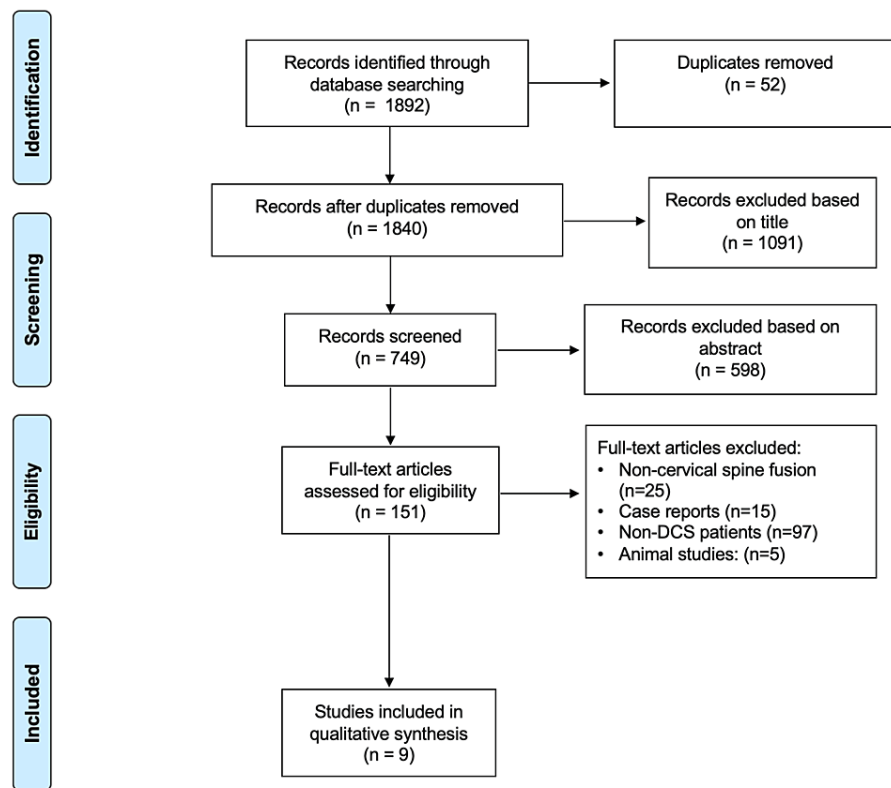 Identification
Records identified through
database searching
(n = 1892)
Duplicates removed
(n = 52)
Records after duplicates removed
(n = 1840)
Records excluded based
on title
(n = 1091)
Screening
Records screened
(n = 749)
Records excluded based on
abstract
(n = 598)
Eligibility
Full-text articles
assessed for eligibility
(n = 151)
Full-text articles excluded:
• Non-cervical spine fusion
(n=25)
• Case reports (n=15)
• Non-DCS patients (n=97)
• Animal studies: (n=5)
Included
Studies included in
qualitative synthesis
(n = 9)